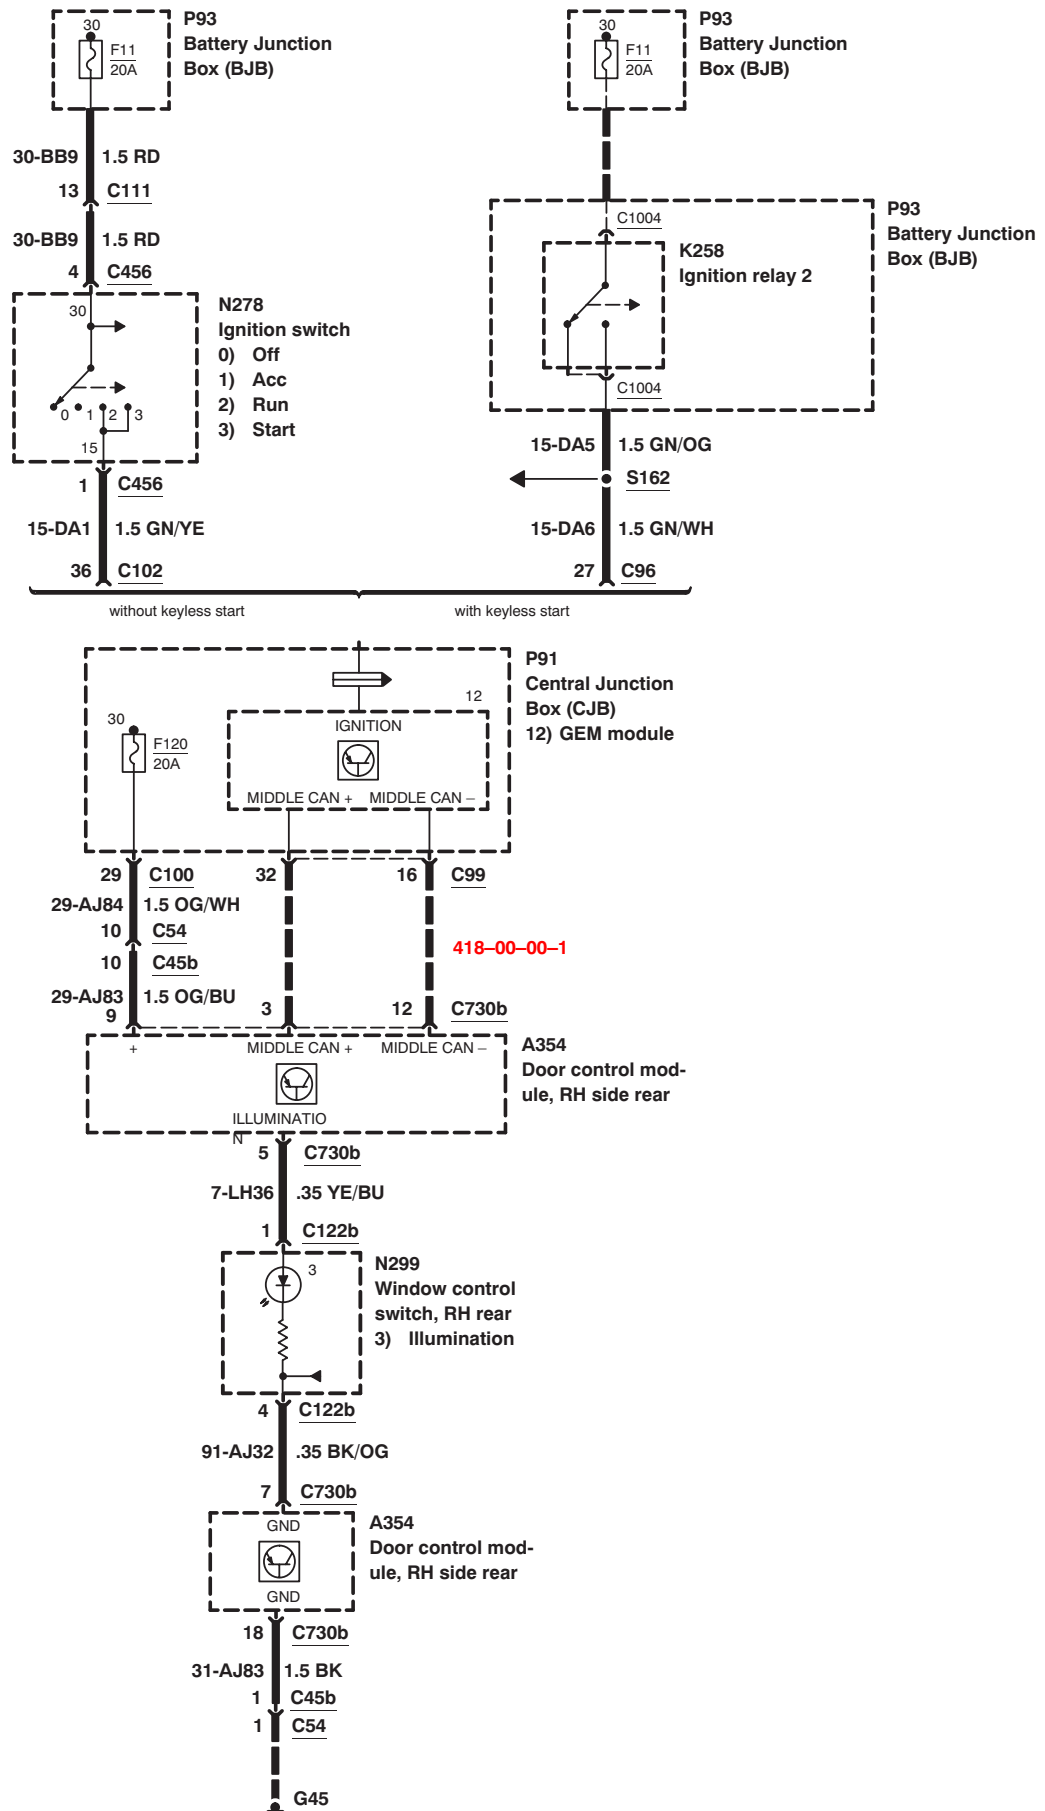 30
F11
20A
P93
Battery Junction
Box (BJB)
30-BB9 1.5 RD
13 C111
30-BB9 1.5 RD
4 C456
30
N278
Ignition switch
0) Off
1) Acc
2) Run
3) Start
0 1 2 3
15
1 C456
15-DA1 1.5 GN/YE
36 C102
without keyless start
30
F11
20A
P93
Battery Junction
Box (BJB)
C1004
P93
Battery Junction
Box (BJB)
K258
Ignition relay 2
C1004
15-DA5 1.5 GN/OG
S162
15-DA6 1.5 GN/WH
27 C96
with keyless start
P91
Central Junction
Box (CJB)
12) GEM module
12
IGNITION
30
F120
20A
MIDDLE CAN + MIDDLE CAN –
29 C100 32 16 C99
29-AJ84 1.5 OG/WH
10 C54
418–00–00–1
10 C45b
29-AJ83 1.5 OG/BU
9 3 12 C730b
+ MIDDLE CAN + MIDDLE CAN –
A354
Door control mod-
ule, RH side rear
ILLUMINATIO
N
5 C730b
7-LH36 .35 YE/BU
1 C122b
3
N299
Window control
switch, RH rear
3) Illumination
4 C122b
91-AJ32 .35 BK/OG
7 C730b
GND
A354
Door control mod-
ule, RH side rear
GND
18 C730b
31-AJ83 1.5 BK
1 C45b
1 C54
G45